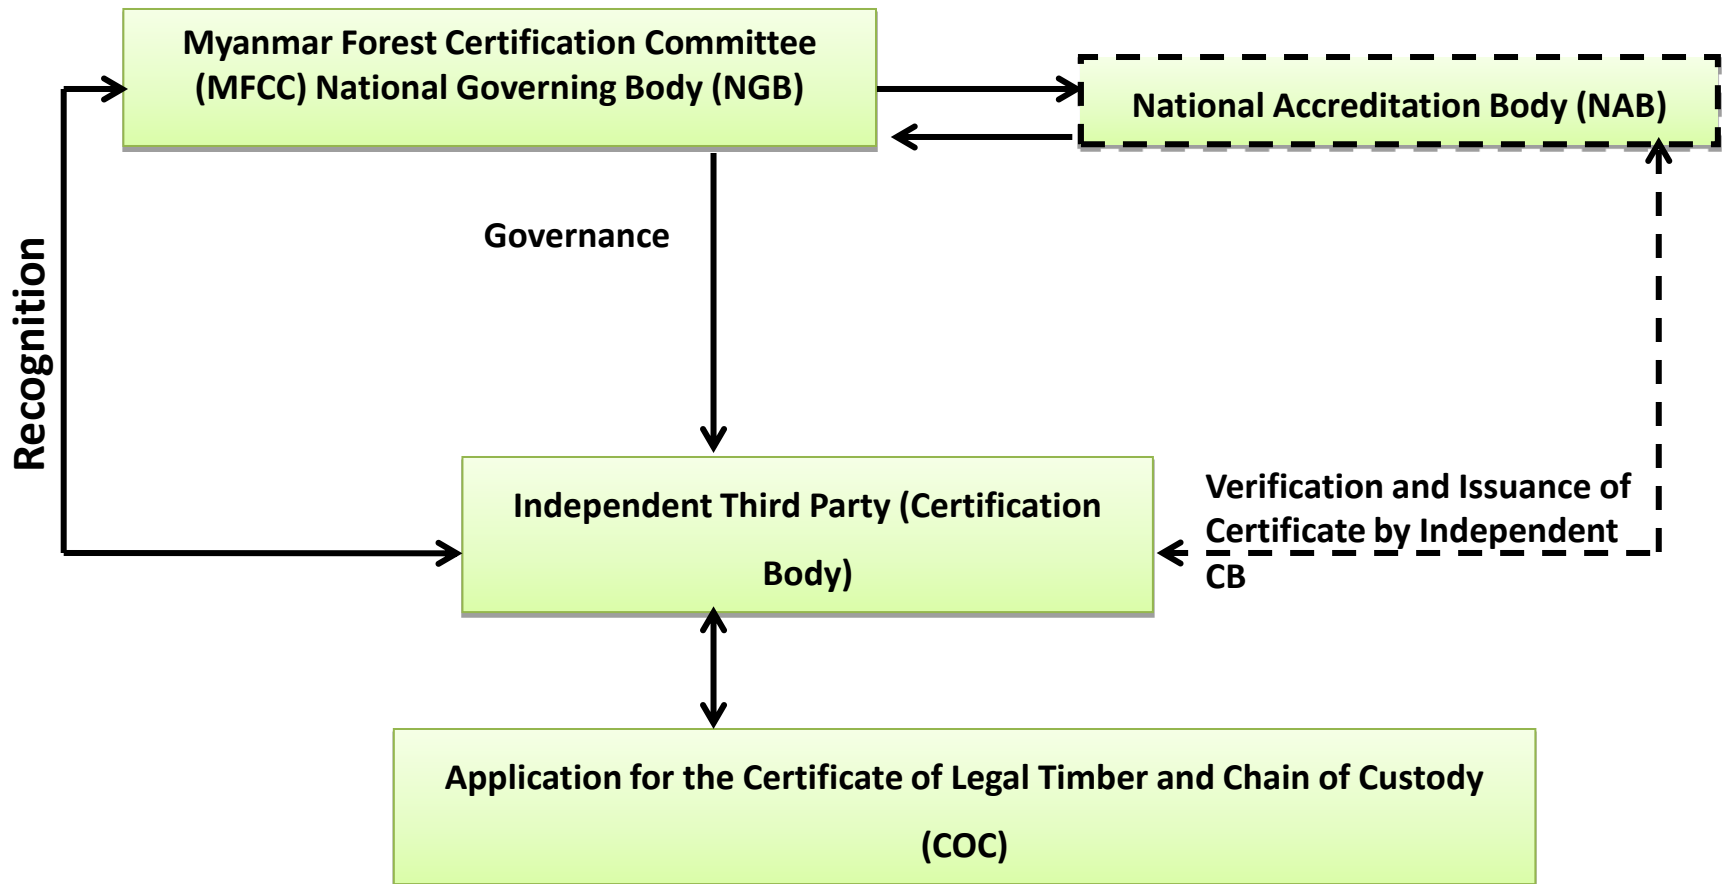 Myanmar Forest Certification Committee
(MFCC) National Governing Body (NGB)
National Accreditation Body (NAB)
Governance
Recognition
Independent Third Party (Certification
Body)
Verification and Issuance of
Certificate by Independent
CB
Application for the Certificate of Legal Timber and Chain of Custody
(COC)